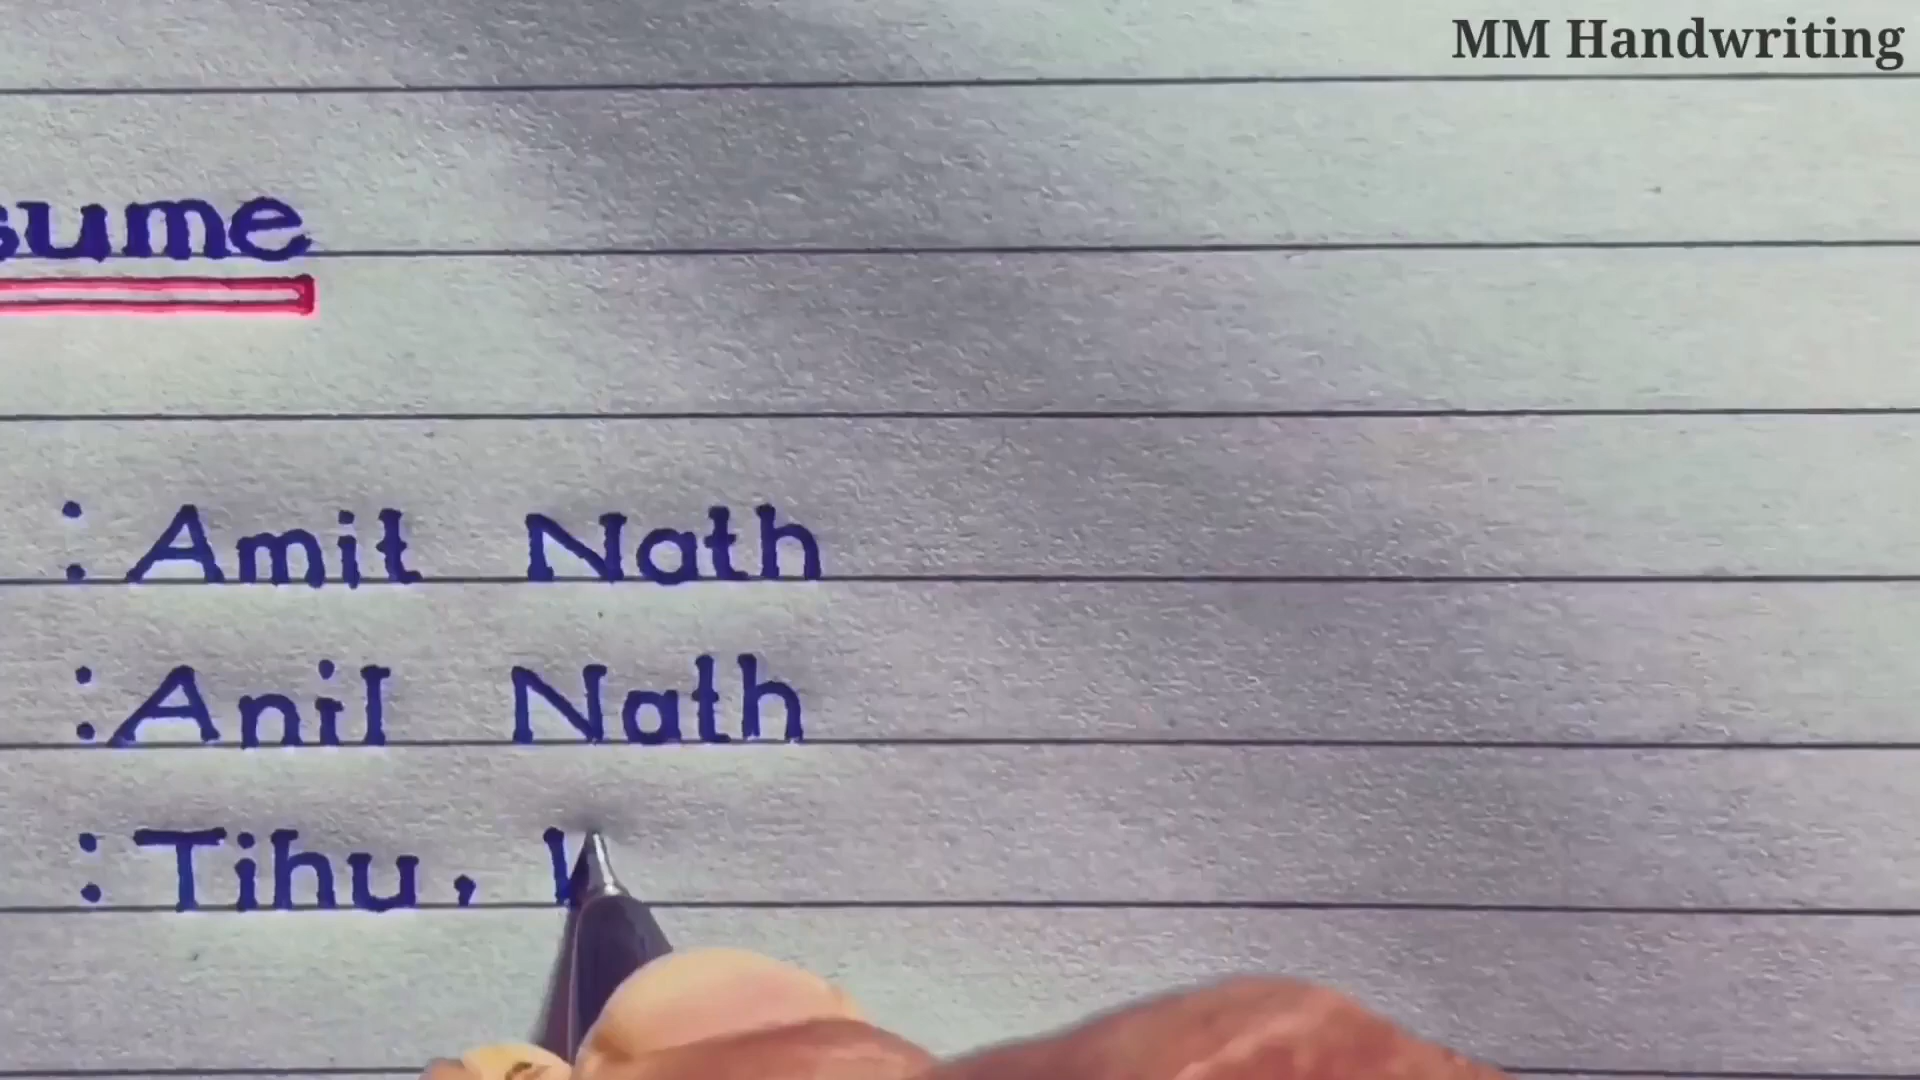 MM Handwriting
sume
: Amit Nath
: Anil Nath
: Tihu,